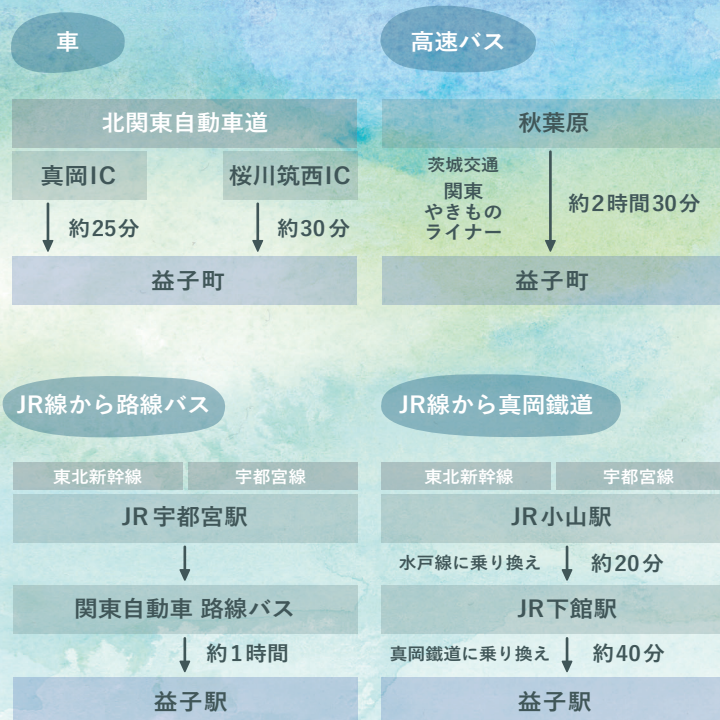 車
北関東自動車道
真岡IC
桜川筑西IC
約25分
約30分
益子町
高速バス
秋葉原
茨城交通
関東
やきもの
ライナー
約2時間30分
益子町
JR線から路線バス
東北新幹線
宇都宮線
JR宇都宮駅
関東自動車 路線バス
約1時間
益子駅
JR線から真岡鐵道
東北新幹線
宇都宮線
JR小山駅
水戸線に乗り換え
約20分
JR下館駅
真岡鐵道に乗り換え
約40分
益子駅